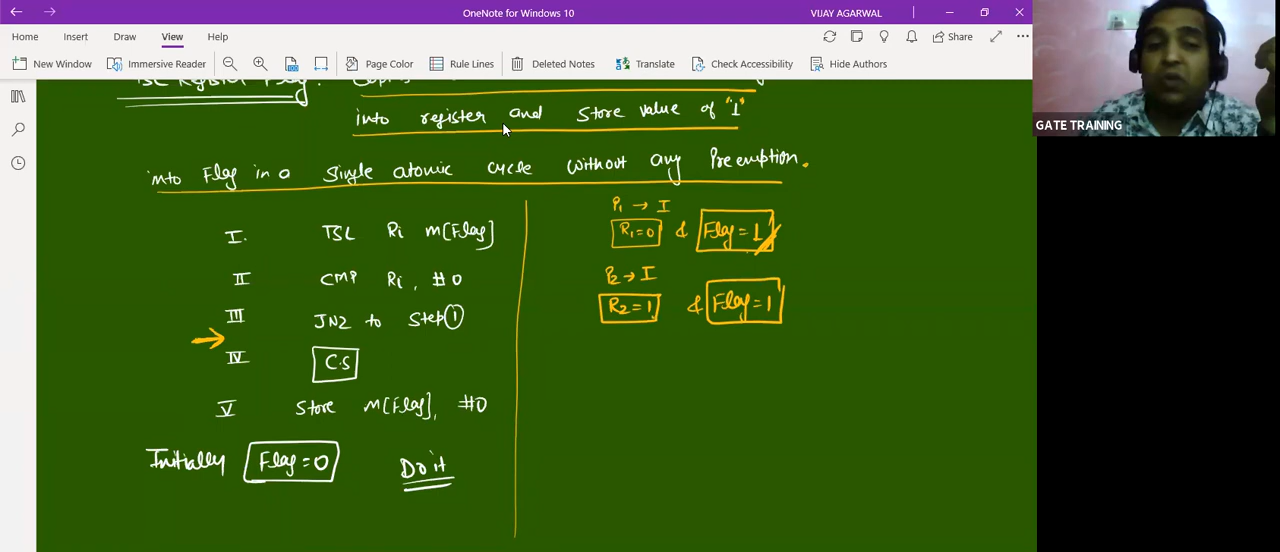 OneNote for Windows 10
VIJAY AGARWAL
Home Insert Draw View Help
Share
New Window Immersive Reader Page Color Rule Lines Deleted Notes Translate Check Accessibility Hide Authors
TSL Register Flag:
into register and store value of "1"
into Flag in a single atomic cycle without any Preemption.
I. TSL Ri m[Flag]
II CMP Ri, #0
III JNZ to Step ①
IV C.S
V Store m[Flag], #0
Initially Flag=0 Do it
P1 → I
R1=0 & Flag=1
P2 → I
R2=1 & Flag=1
GATE TRAINING